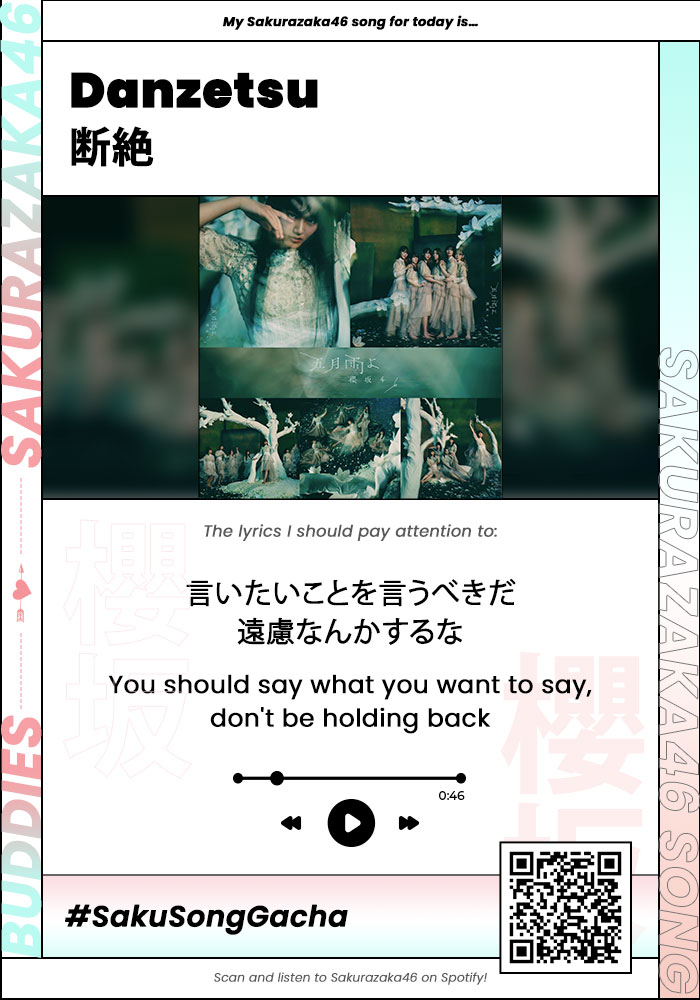 My Sakurazaka46 song for today is...
Danzetsu
断絶
五月雨よ
櫻坂46
The lyrics I should pay attention to:
言いたいことを言うべきだ
遠慮なんかするな
You should say what you want to say,
don't be holding back
0:46
#SakuSongGacha
Scan and listen to Sakurazaka46 on Spotify!
SAKURAZAKA46
BUDDIES
SAKURAZAKA46 SONG
櫻坂
櫻坂